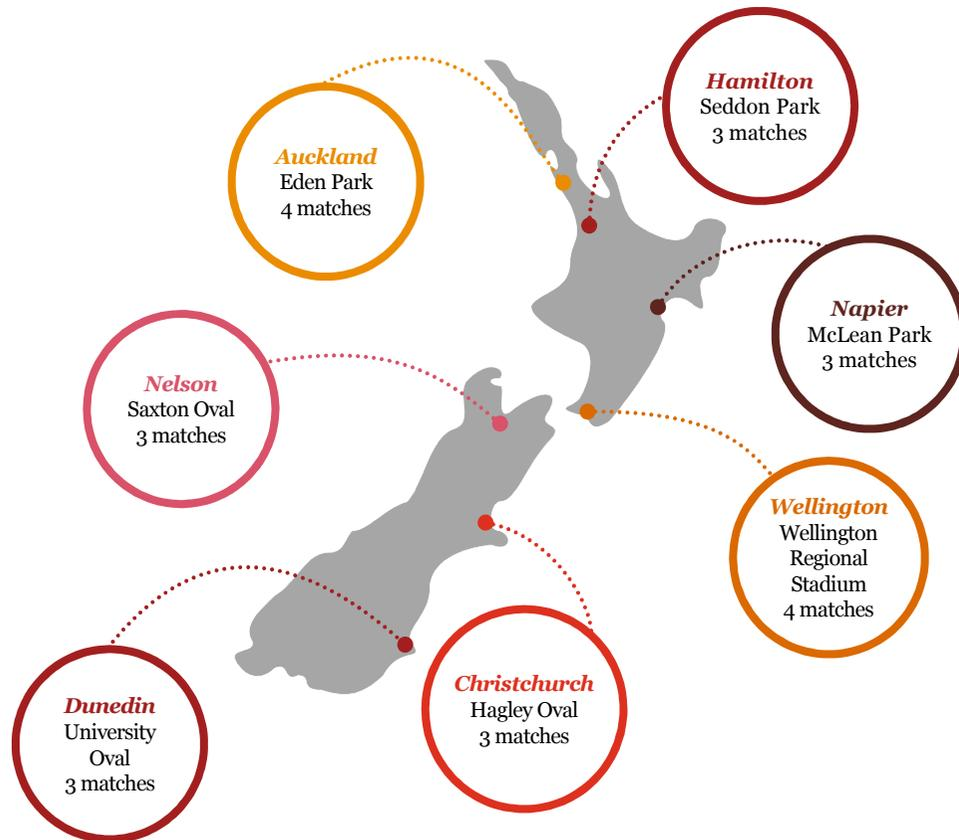 Hamilton
Seddon Park
3 matches
Auckland
Eden Park
4 matches
Napier
McLean Park
3 matches
Nelson
Saxton Oval
3 matches
Wellington
Wellington
Regional
Stadium
4 matches
Christchurch
Hagley Oval
3 matches
Dunedin
University
Oval
3 matches